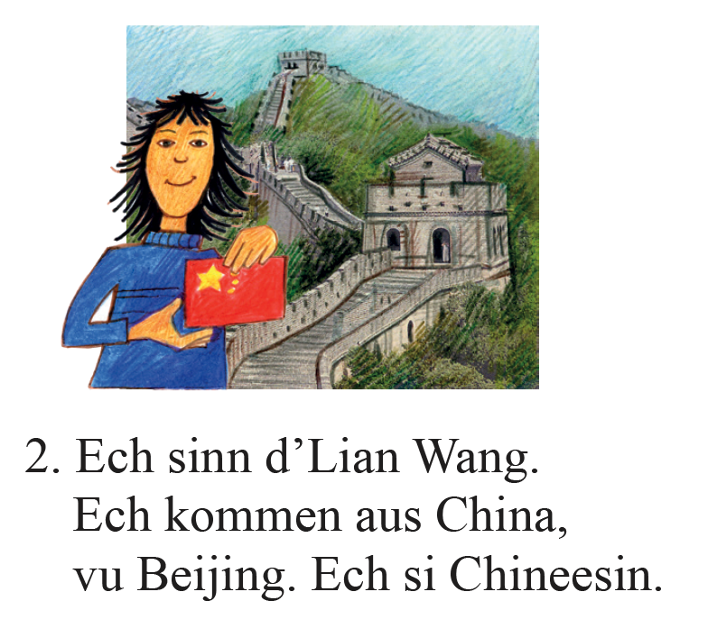 2. Ech sinn d’Lian Wang.
Ech kommen aus China,
vu Beijing. Ech si Chineesin.